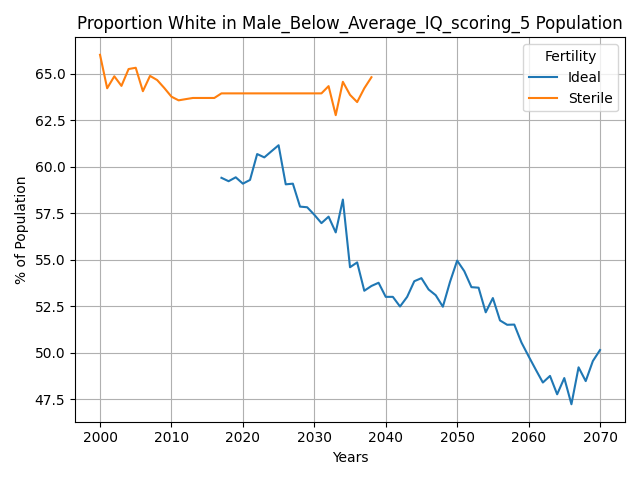 Proportion White in Male_Below_Average_IQ_scoring_5 Population
Fertility
Ideal
Sterile
% of Population
65.0
62.5
60.0
57.5
55.0
52.5
50.0
47.5
2000 2010 2020 2030 2040 2050 2060 2070
Years